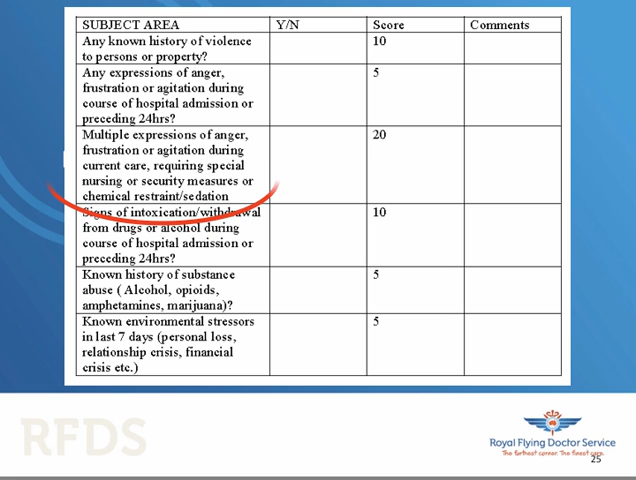 SUBJECT AREA Y/N Score Comments
Any known history of violence 10
to persons or property?
Any expressions of anger, 5
frustration or agitation during
course of hospital admission or
preceding 24hrs?
Multiple expressions of anger, 20
frustration or agitation during
current care, requiring special
nursing or security measures or
chemical restraint/sedation
Signs of intoxication/withdrawal 10
from drugs or alcohol during
course of hospital admission or
preceding 24hrs?
Known history of substance 5
abuse ( Alcohol, opioids,
amphetamines, marijuana)?
Known environmental stressors 5
in last 7 days (personal loss,
relationship crisis, financial
crisis etc.)
RFDS
Royal Flying Doctor Service
The furthest corner. The finest care.
25